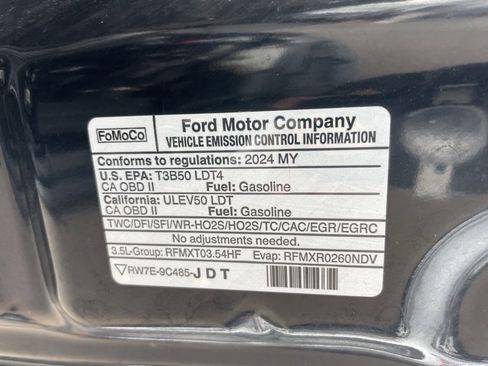 FoMoCo
Ford Motor Company
VEHICLE EMISSION CONTROL INFORMATION
Conforms to regulations: 2024 MY
U.S. EPA: T3B50 LDT4
CA OBD II Fuel: Gasoline
California: ULEV50 LDT
CA OBD II Fuel: Gasoline
TWC/DFI/SFI/WR-HO2S/HO2S/TC/CAC/EGR/EGRC
No adjustments needed.
3.5L-Group: RFMXT03.54HF Evap: RFMXR0260NDV
RW7E-9C485-JDT